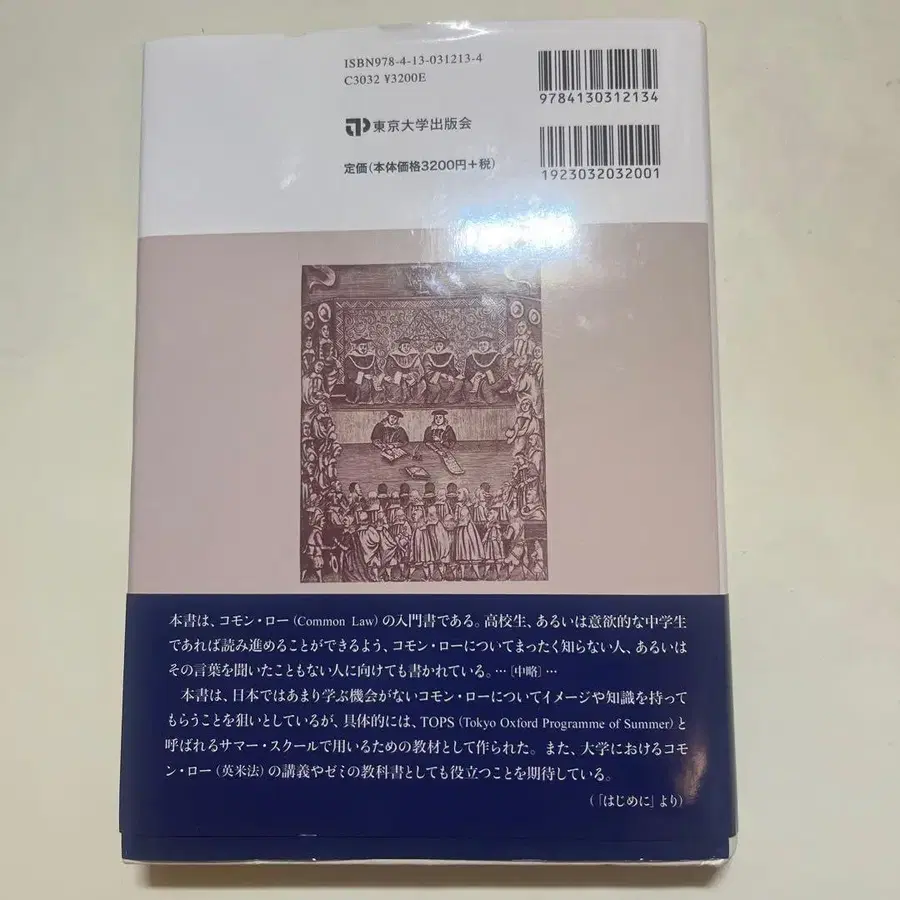 ISBN978-4-13-031213-4
C3032 ¥3200E
9784130312134
東京大学出版会
定価(本体価格3200円+税)
1923032032001
本書は、コモン・ロー(Common Law)の入門書である。高校生、あるいは意欲的な中学生
であれば読み進めることができるよう、コモン・ローについてまったく知らない人、あるいは
その言葉を聞いたこともない人に向けても書かれている。…[中略]…
本書は、日本ではあまり学ぶ機会がないコモン・ローについてイメージや知識を持って
もらうことを狙いとしているが、具体的には、TOPS(Tokyo Oxford Programme of Summer)と
呼ばれるサマー・スクールで用いるための教材として作られた。また、大学におけるコモ
ン・ロー(英米法)の講義やゼミの教科書としても役立つことを期待している。
(「はじめに」より)